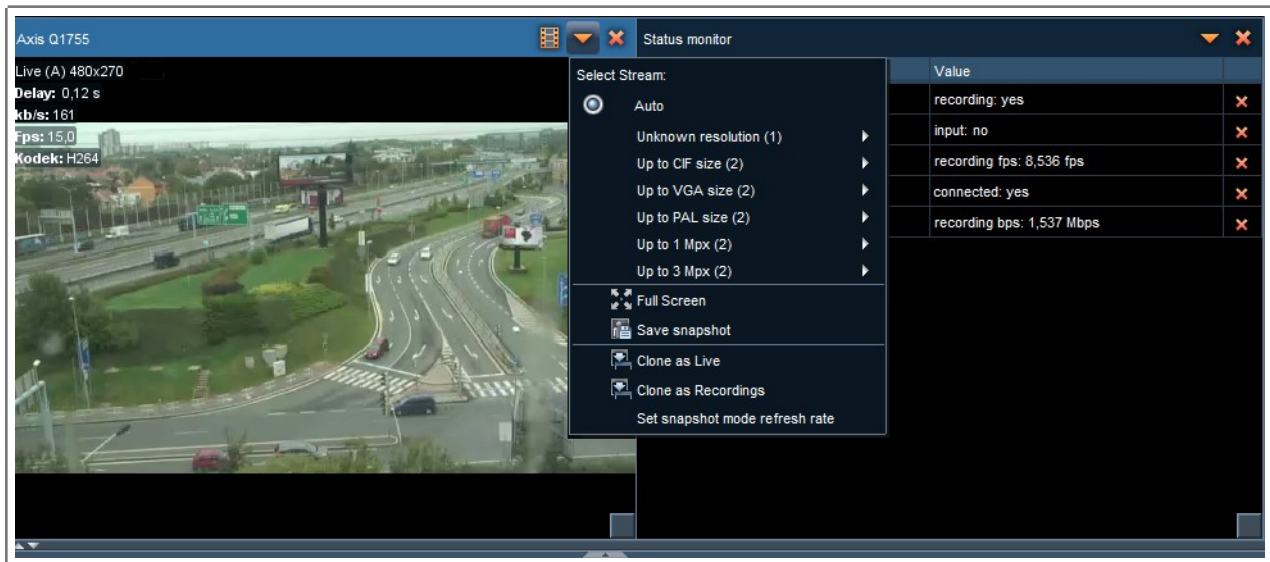 Axis Q1755
Live (A) 480x270
Delay: 0,12 s
kb/s: 161
Fps: 15,0
Kodek: H264
Select Stream:
Auto
Unknown resolution (1)
Up to CIF size (2)
Up to VGA size (2)
Up to PAL size (2)
Up to 1 Mpx (2)
Up to 3 Mpx (2)
Full Screen
Save snapshot
Clone as Live
Clone as Recordings
Set snapshot mode refresh rate
Status monitor
Value
recording: yes
input: no
recording fps: 8,536 fps
connected: yes
recording bps: 1,537 Mbps